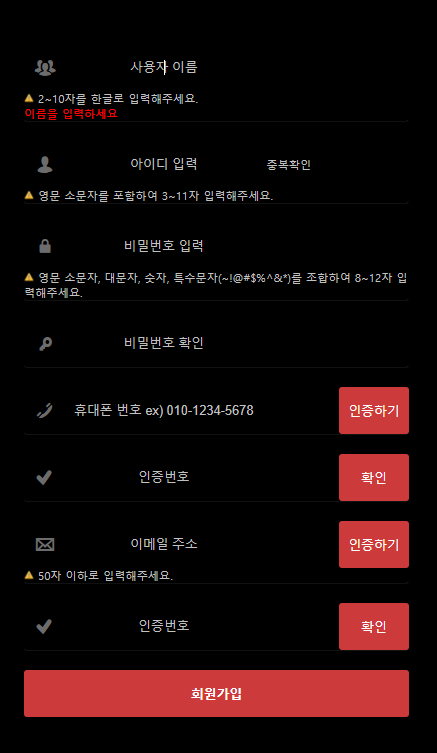 사용자 이름
2~10자를 한글로 입력해주세요.
이름을 입력하세요
아이디 입력 중복확인
영문 소문자를 포함하여 3~11자 입력해주세요.
비밀번호 입력
영문 소문자, 대문자, 숫자, 특수문자(~!@#$%^&*)를 조합하여 8~12자 입
력해주세요.
비밀번호 확인
휴대폰 번호 ex) 010-1234-5678 인증하기
인증번호 확인
이메일 주소 인증하기
50자 이하로 입력해주세요.
인증번호 확인
회원가입